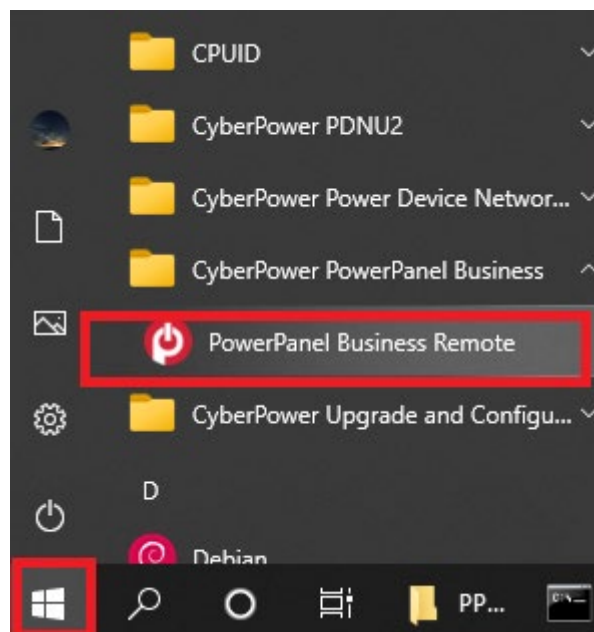 CPUID
CyberPower PDNU2
CyberPower Power Device Networ...
CyberPower PowerPanel Business
PowerPanel Business Remote
CyberPower Upgrade and Configu...
D
Debian
PP...